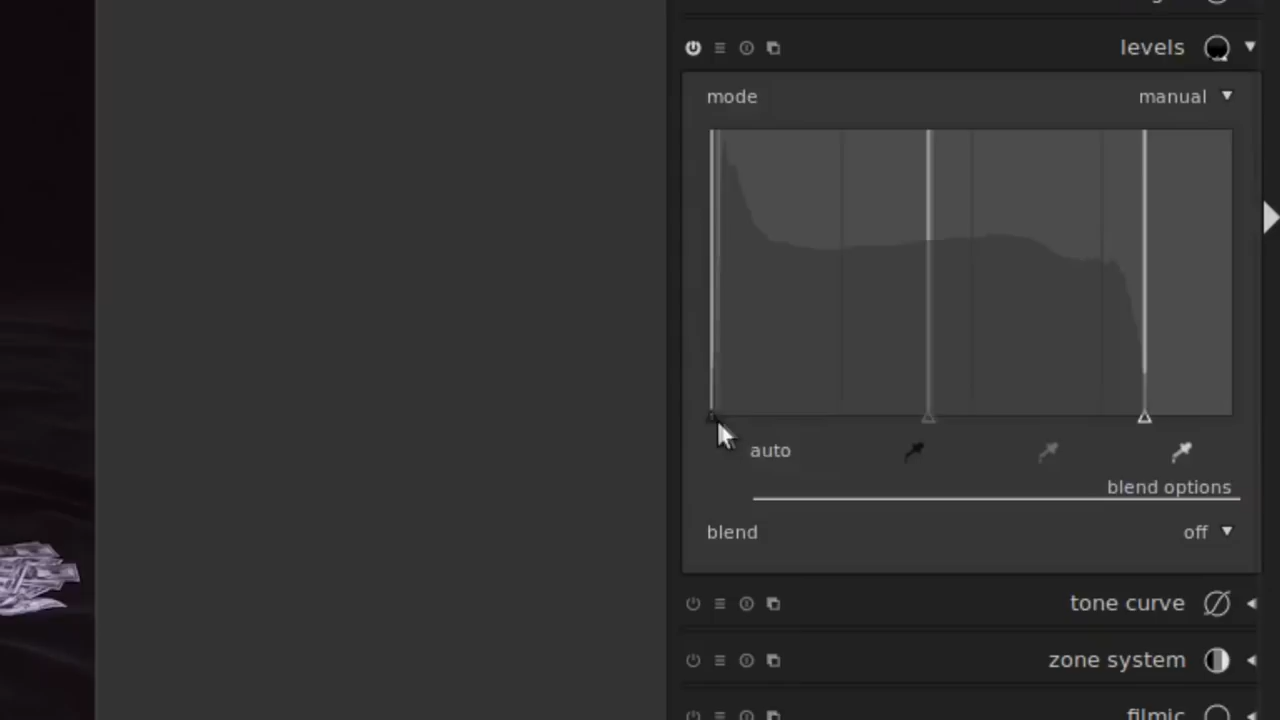 levels
mode manual
auto
blend options
blend off
tone curve
zone system
filmic